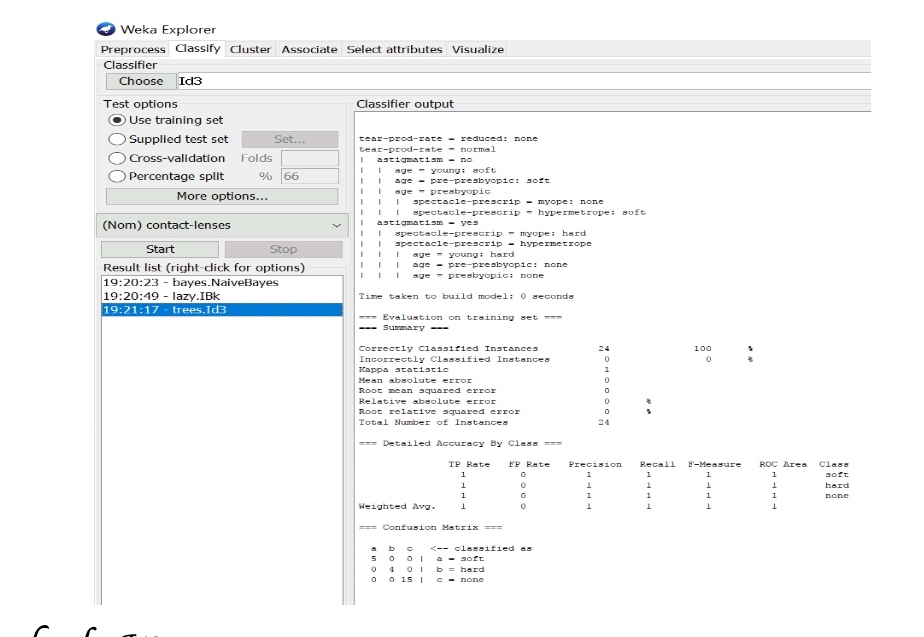 Weka Explorer
Preprocess Classify Cluster Associate Select attributes Visualize
Classifier
Choose Id3
Test options
Use training set
Supplied test set Set...
Cross-validation Folds
Percentage split % 66
More options...
(Nom) contact-lenses
Start Stop
Result list (right-click for options)
19:20:23 - bayes.NaiveBayes
19:20:49 - lazy.IBk
19:21:17 - trees.Id3
Classifier output
tear-prod-rate = reduced: none
tear-prod-rate = normal
| astigmatism = no
| | age = young: soft
| | age = pre-presbyopic: soft
| | age = presbyopic
| | | spectacle-prescrip = myope: none
| | | spectacle-prescrip = hypermetrope: soft
| astigmatism = yes
| | spectacle-prescrip = myope: hard
| | spectacle-prescrip = hypermetrope
| | | age = young: hard
| | | age = pre-presbyopic: none
| | | age = presbyopic: none
Time taken to build model: 0 seconds
=== Evaluation on training set ===
=== Summary ===
Correctly Classified Instances 24 100 %
Incorrectly Classified Instances 0 0 %
Kappa statistic 1
Mean absolute error 0
Root mean squared error 0
Relative absolute error 0 %
Root relative squared error 0 %
Total Number of Instances 24
=== Detailed Accuracy By Class ===
TP Rate FP Rate Precision Recall F-Measure ROC Area Class
1 0 1 1 1 1 soft
1 0 1 1 1 1 hard
1 0 1 1 1 1 none
Weighted Avg. 1 0 1 1 1 1
=== Confusion Matrix ===
a b c <-- classified as
5 0 0 | a = soft
0 4 0 | b = hard
0 0 15 | c = none